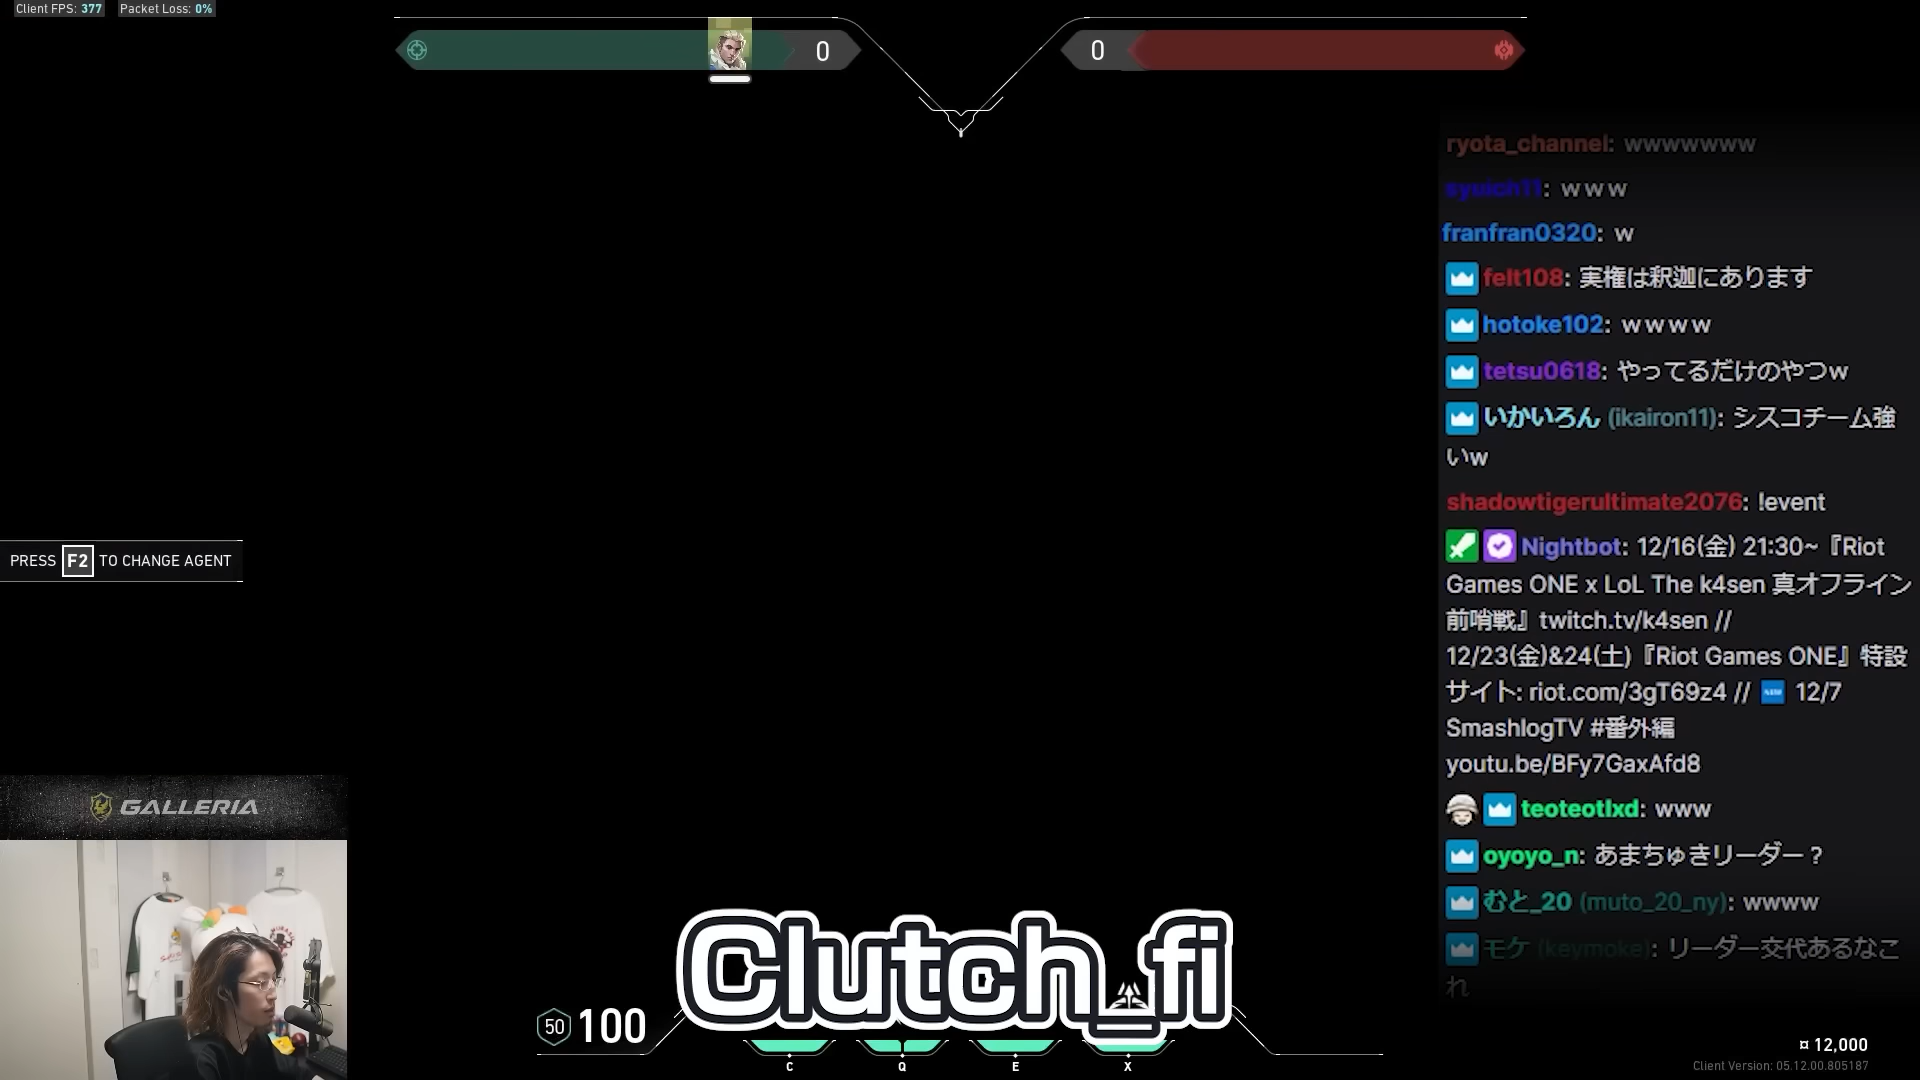 Client FPS: 377 Packet Loss: 0%
0 0
ryota_channel: wwwwwww
syuich11: ｗｗｗ
franfran0320: w
felt108: 実権は釈迦にあります
hotoke102: ｗｗｗｗ
tetsu0618: やってるだけのやつw
いかいろん (ikairon11): シスコチーム強
いw
shadowtigerultimate2076: !event
Nightbot: 12/16(金) 21:30~『Riot
Games ONE x LoL The k4sen 真オフライン
前哨戦』twitch.tv/k4sen //
12/23(金)&24(土)『Riot Games ONE』特設
サイト: riot.com/3gT69z4 // 12/7
SmashlogTV #番外編
youtu.be/BFy7GaxAfd8
teoteotlxd: www
oyoyo_n: あまちゅきリーダー？
むと_20 (muto_20_ny): wwww
モケ (keymoke): リーダー交代あるなこ
れ
PRESS F2 TO CHANGE AGENT
GALLERIA
Clutch_fi
50 100
C Q E X
¤ 12,000
Client Version: 05.12.00.805187